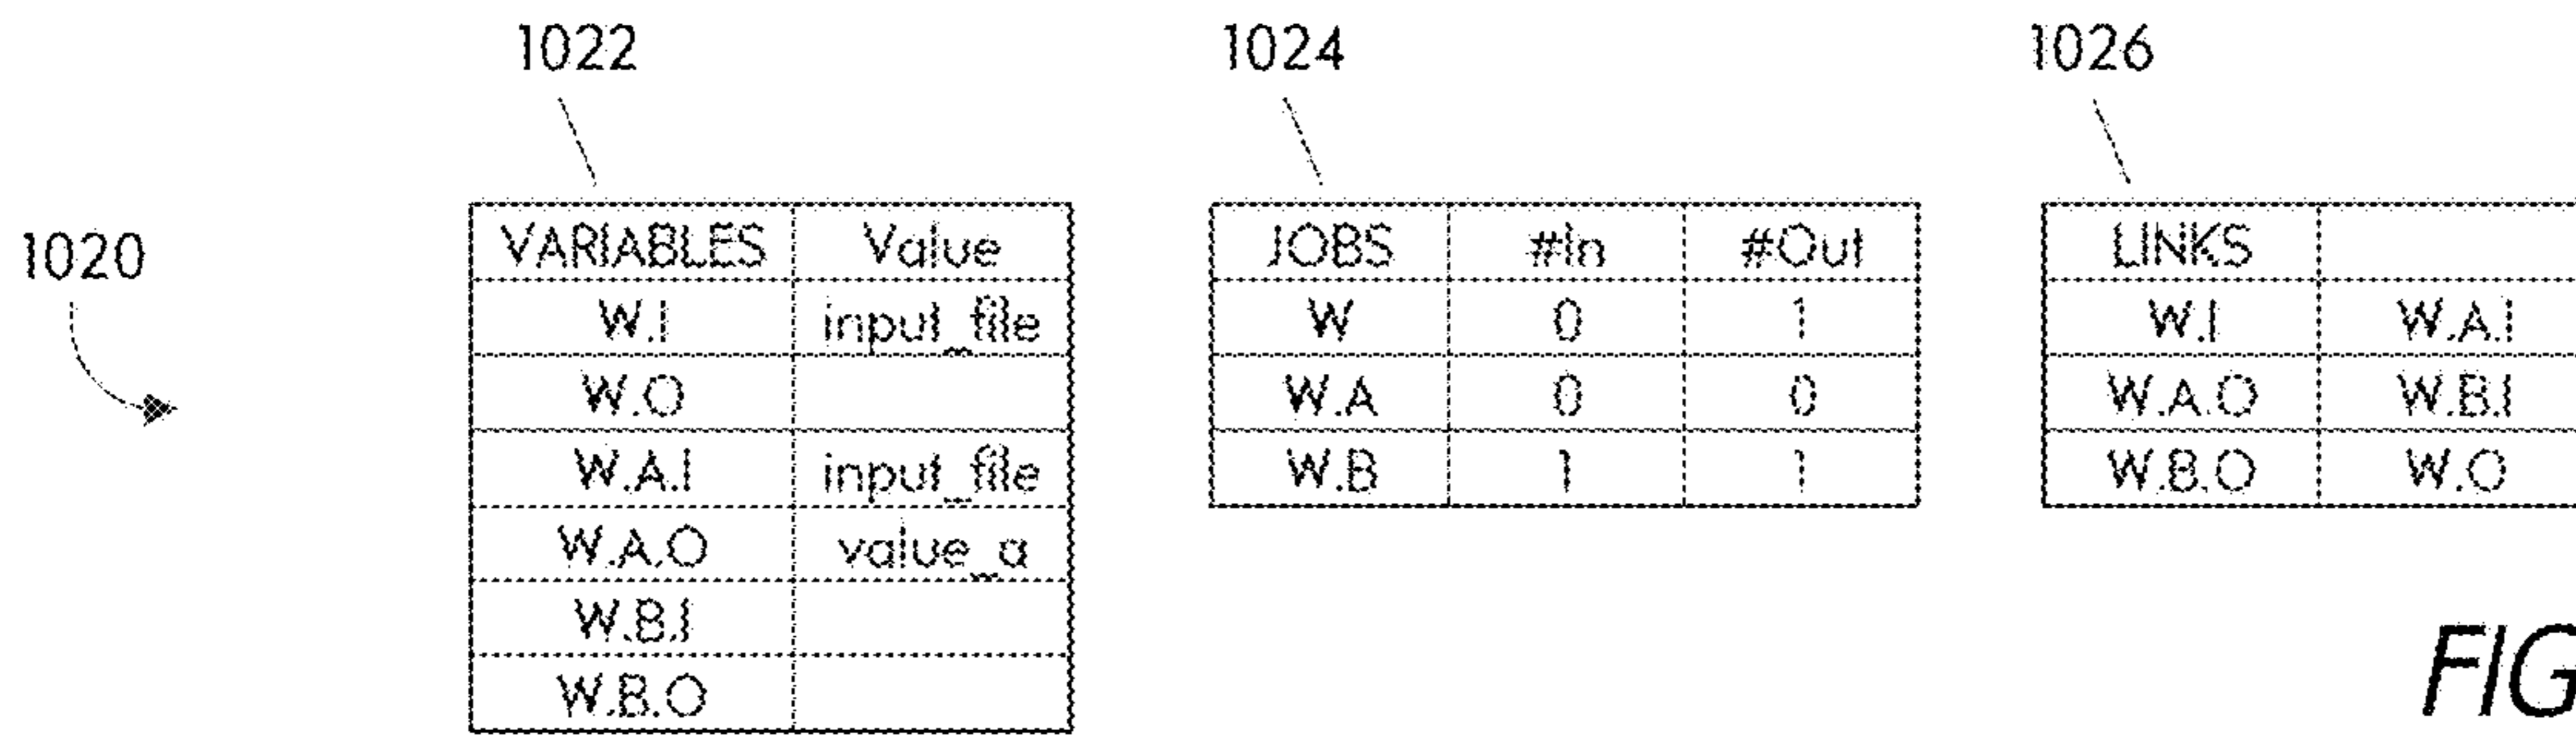 1022 1024 1026
1020
VARIABLES Value
W.I input_file
W.O
W.A.I input_file
W.A.O value_a
W.B.I
W.B.O
JOBS #In #Out
W 0 1
W.A 0 0
W.B 1 1
LINKS
W.I W.A.I
W.A.O W.B.I
W.B.O W.O
FIG